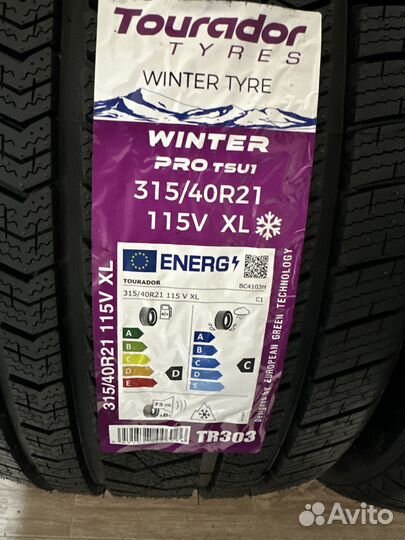 Tourador
TYRES
WINTER TYRE
WINTER
PRO TSU1
315/40R21
115V XL
ENERG
TOURADOR
BC4103H
315/40R21 115 V XL
C1
A
B
C
D
E
D
A
B
C
D
E
C
73 dB
TR303
315/40R21 115V XL
DESIGNED BY EUROPEAN GREEN TECHNOLOGY
Avito